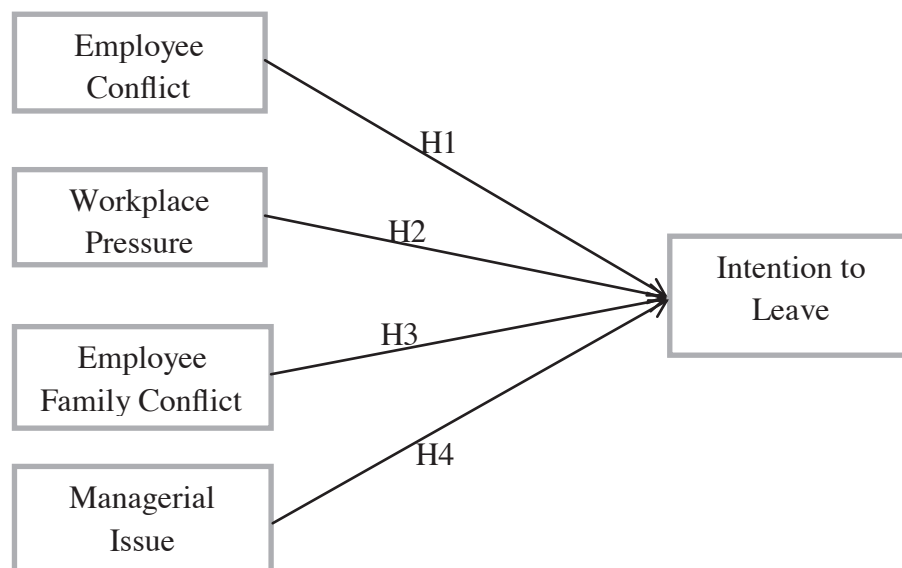 Employee
Conflict
H1
Workplace
Pressure
H2
Intention to
Leave
H3
Employee
Family Conflict
H4
Managerial
Issue